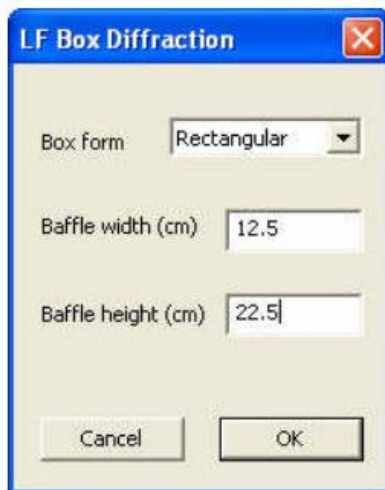 LF Box Diffraction
Box form Rectangular
Baffle width (cm) 12.5
Baffle height (cm) 22.5
Cancel OK